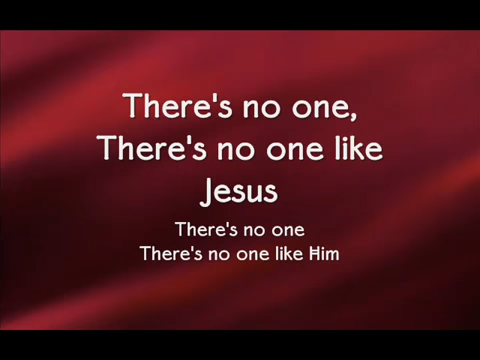 There's no one,
There's no one like
Jesus
There's no one
There's no one like Him